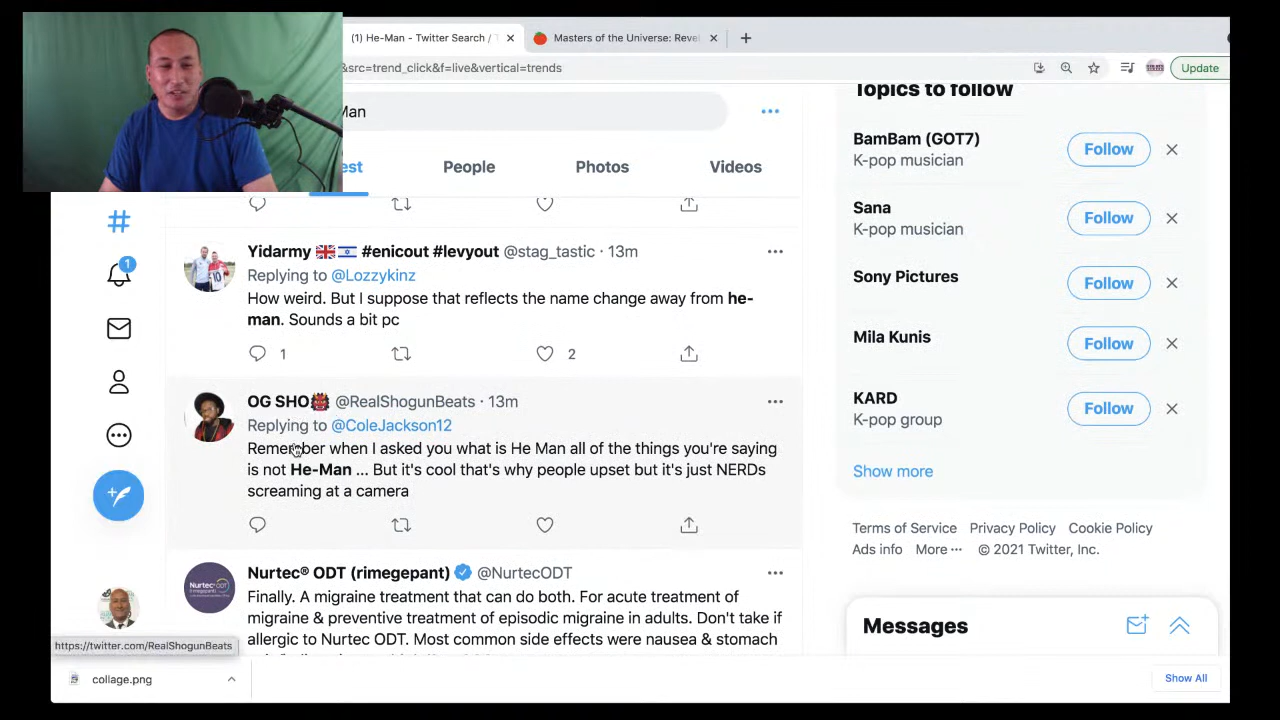 (1) He-Man - Twitter Search /
Masters of the Universe: Reve
&src=trend_click&f=live&vertical=trends
Update
Man
People
Photos
Videos
Topics to follow
BamBam (GOT7)
K-pop musician
Follow
Sana
K-pop musician
Follow
Sony Pictures
Follow
Mila Kunis
Follow
KARD
K-pop group
Follow
Show more
Terms of Service Privacy Policy Cookie Policy
Ads info More ··· © 2021 Twitter, Inc.
1
Yidarmy #enicout #levyout @stag_tastic · 13m
Replying to @Lozzykinz
How weird. But I suppose that reflects the name change away from he-
man. Sounds a bit pc
1
2
OG SHO @RealShogunBeats · 13m
Replying to @ColeJackson12
Remember when I asked you what is He Man all of the things you're saying
is not He-Man ... But it's cool that's why people upset but it's just NERDs
screaming at a camera
Nurtec® ODT (rimegepant) @NurtecODT
Finally. A migraine treatment that can do both. For acute treatment of
migraine & preventive treatment of episodic migraine in adults. Don't take if
allergic to Nurtec ODT. Most common side effects were nausea & stomach
Messages
https://twitter.com/RealShogunBeats
collage.png
Show All